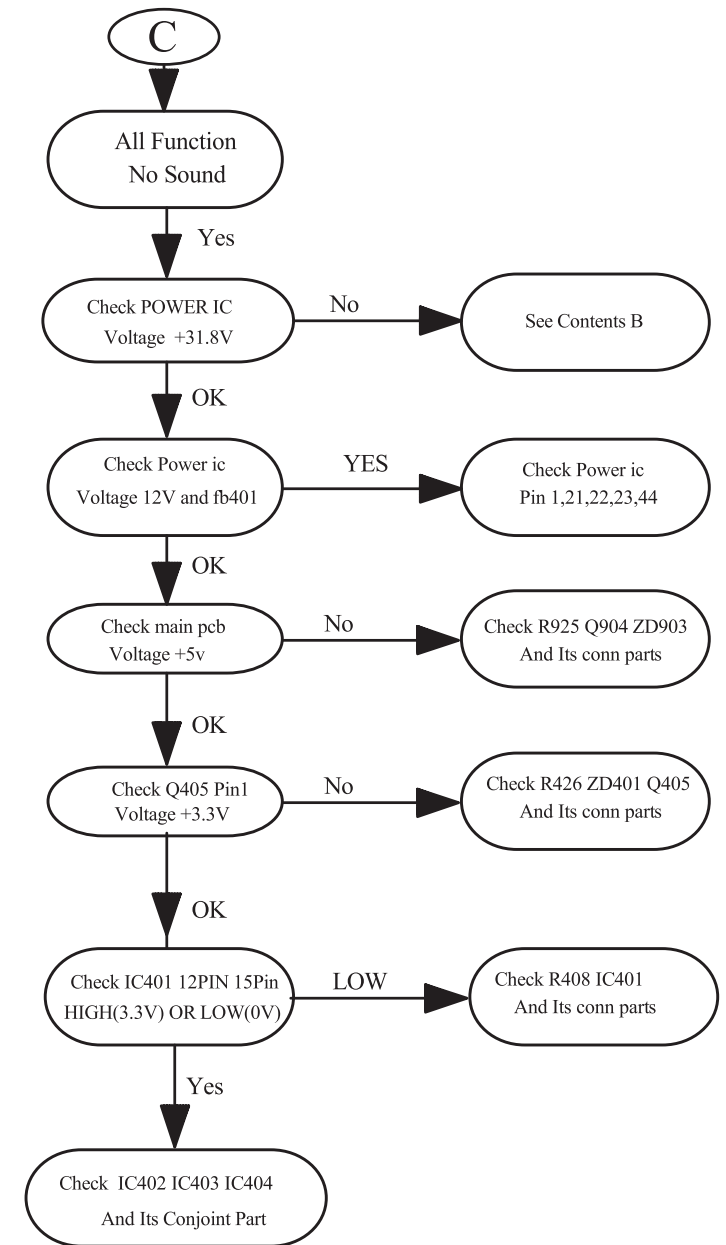 C
All Function
No Sound
Yes
Check POWER IC
Voltage +31.8V
No
See Contents B
OK
Check Power ic
Voltage 12V and fb401
YES
Check Power ic
Pin 1,21,22,23,44
OK
Check main pcb
Voltage +5v
No
Check R925 Q904 ZD903
And Its conn parts
OK
Check Q405 Pin1
Voltage +3.3V
No
Check R426 ZD401 Q405
And Its conn parts
OK
Check IC401 12PIN 15Pin
HIGH(3.3V) OR LOW(0V)
LOW
Check R408 IC401
And Its conn parts
Yes
Check IC402 IC403 IC404
And Its Conjoint Part